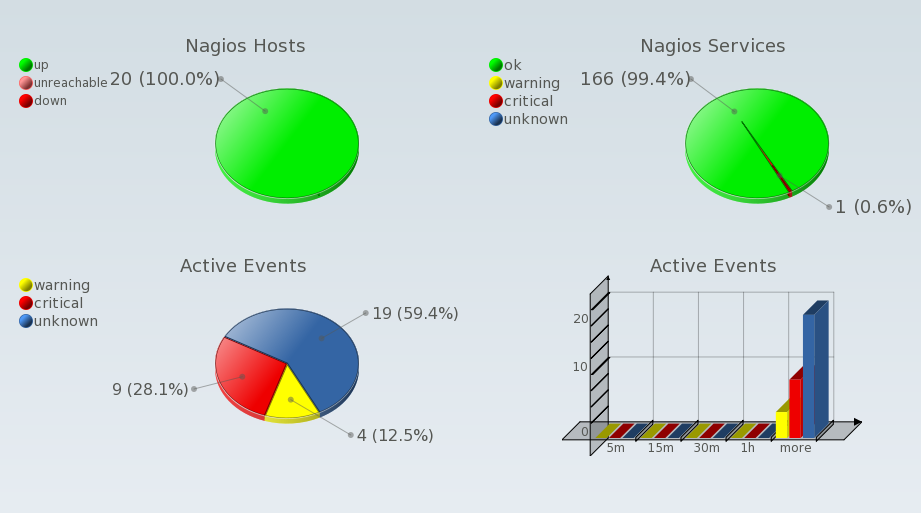 Nagios Hosts
up
unreachable
down
20 (100.0%)
Nagios Services
ok
warning
critical
unknown
166 (99.4%)
1 (0.6%)
Active Events
warning
critical
unknown
19 (59.4%)
9 (28.1%)
4 (12.5%)
Active Events
20
10
0
5m 15m 30m 1h more